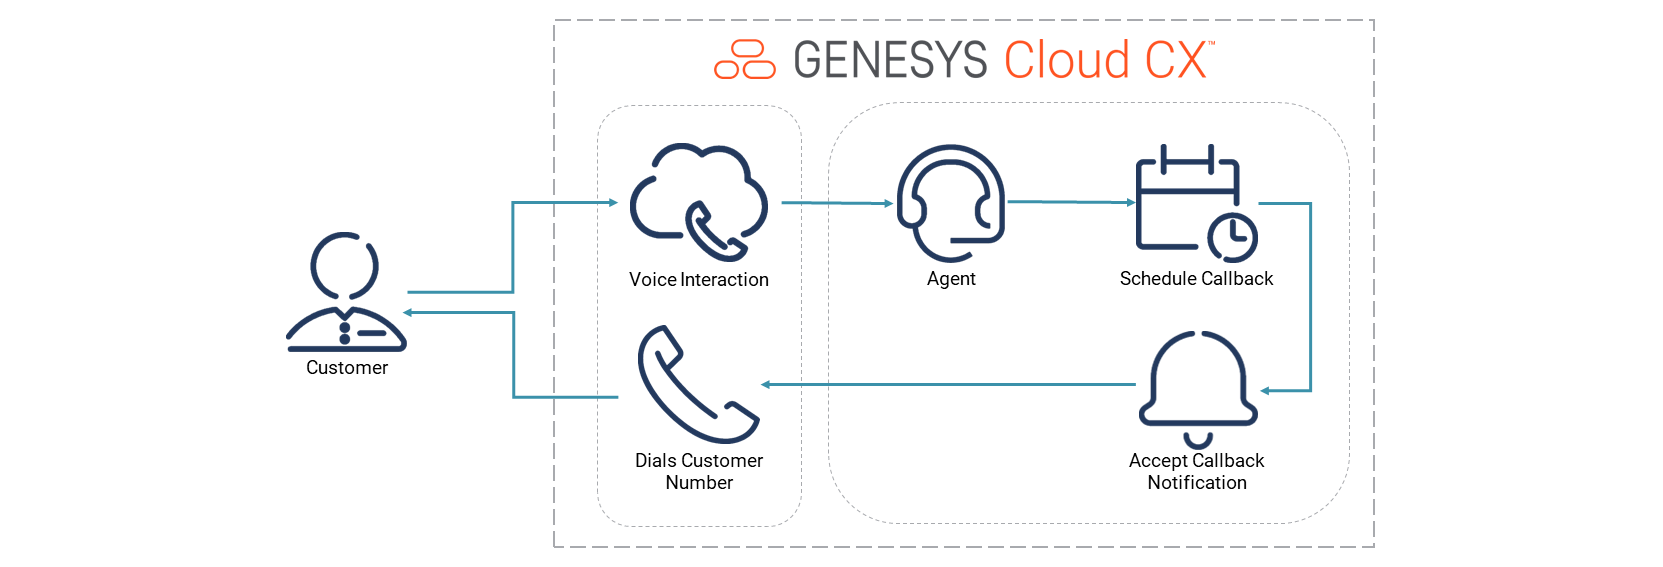 GENESYS Cloud CX™
Voice Interaction
Agent
Schedule Callback
Customer
Dials Customer
Number
Accept Callback
Notification